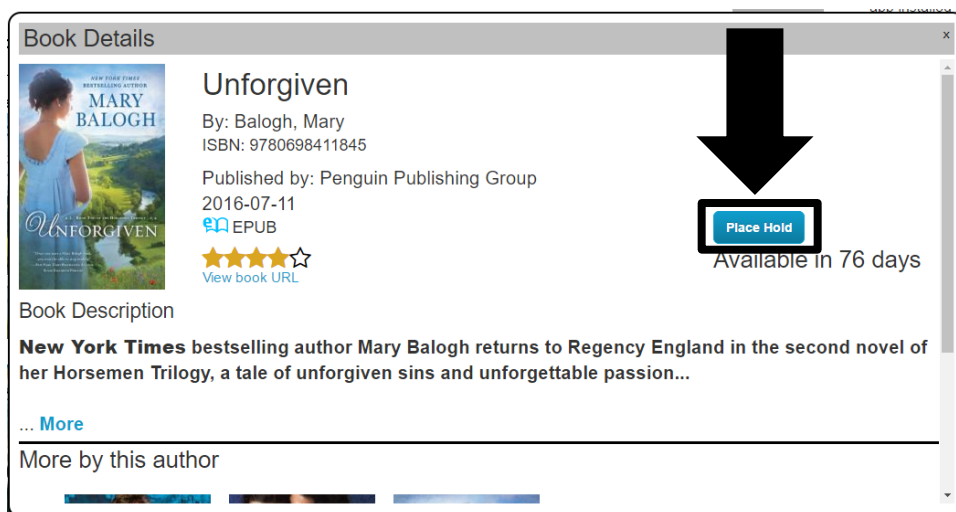 app installed
Book Details
x
NEW YORK TIMES
BESTSELLING AUTHOR
MARY
BALOGH
UNFORGIVEN
Unforgiven
By: Balogh, Mary
ISBN: 9780698411845
Published by: Penguin Publishing Group
2016-07-11
EPUB
View book URL
Place Hold
Available in 76 days
Book Description
New York Times bestselling author Mary Balogh returns to Regency England in the second novel of
her Horsemen Trilogy, a tale of unforgiven sins and unforgettable passion...
... More
More by this author